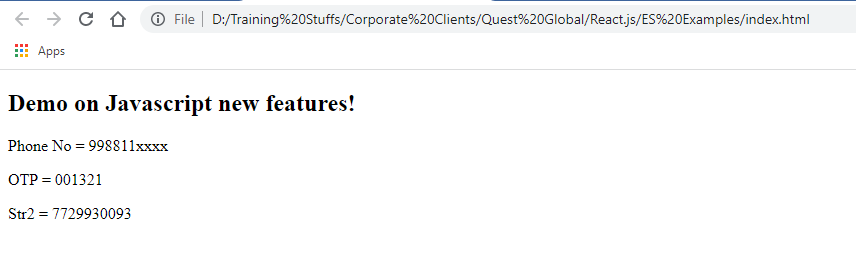 File D:/Training%20Stuffs/Corporate%20Clients/Quest%20Global/React.js/ES%20Examples/index.html
Apps
Demo on Javascript new features!
Phone No = 998811xxxx
OTP = 001321
Str2 = 7729930093